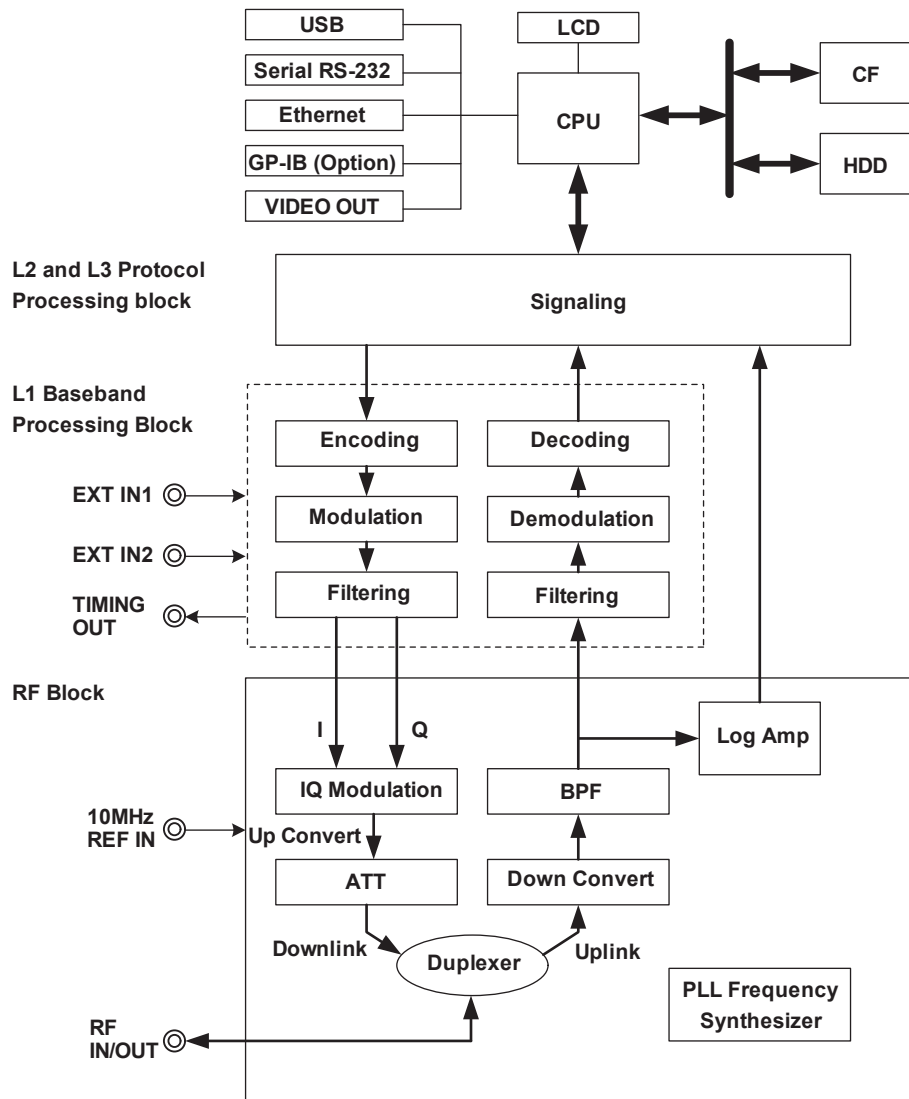 USB
LCD
Serial RS-232
CF
Ethernet
CPU
GP-IB (Option)
HDD
VIDEO OUT
L2 and L3 Protocol
Processing block
Signaling
L1 Baseband
Processing Block
Encoding
Decoding
EXT IN1
Modulation
Demodulation
EXT IN2
Filtering
Filtering
TIMING
OUT
RF Block
I
Q
Log Amp
IQ Modulation
BPF
10MHz
REF IN
Up Convert
ATT
Down Convert
Downlink
Duplexer
Uplink
PLL Frequency
Synthesizer
RF
IN/OUT